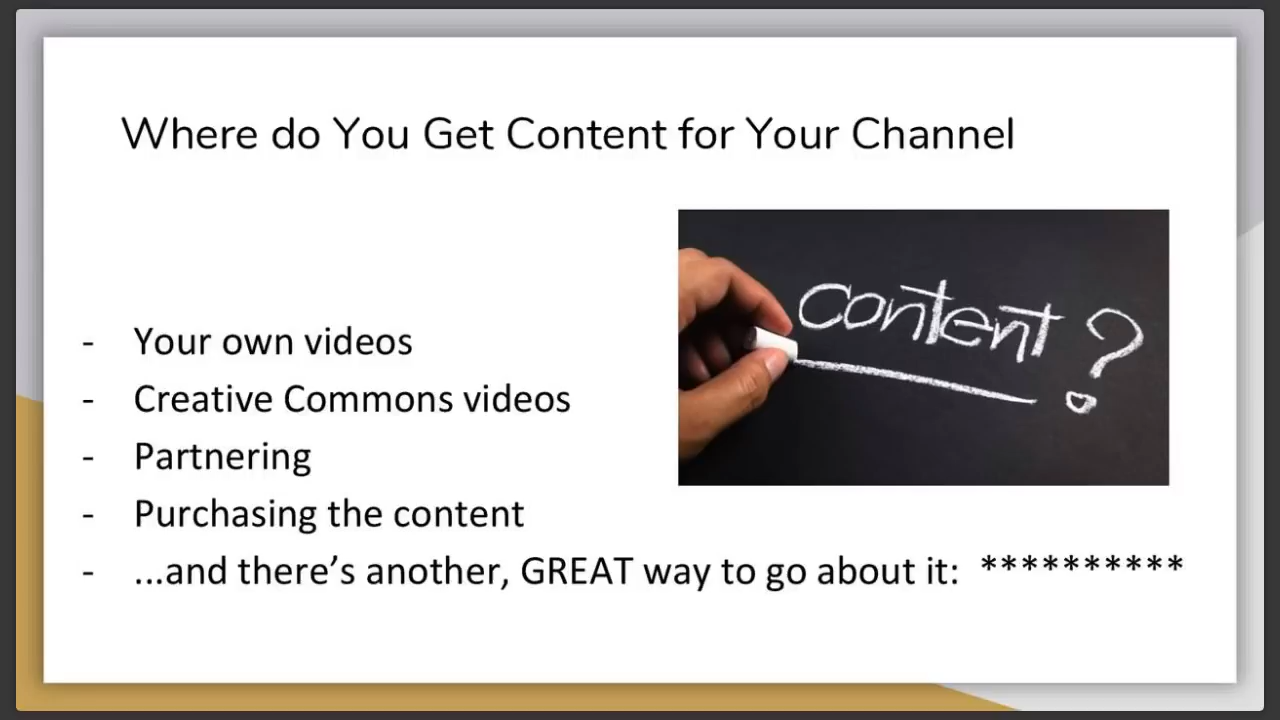 Where do You Get Content for Your Channel
content?
- Your own videos
- Creative Commons videos
- Partnering
- Purchasing the content
- ...and there’s another, GREAT way to go about it: **********